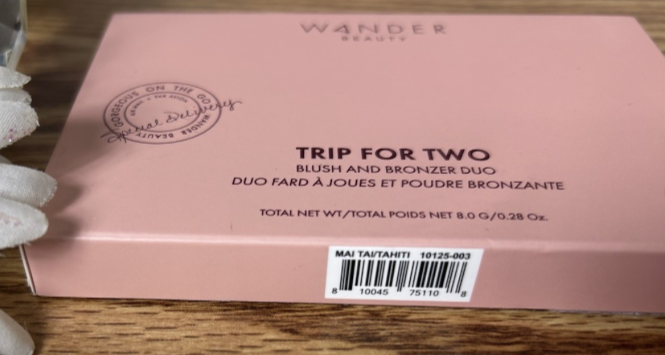 WANDER
BEAUTY
GORGEOUS ON THE GO
WANDER BEAUTY
Special Delivery
TRIP FOR TWO
BLUSH AND BRONZER DUO
DUO FARD À JOUES ET POUDRE BRONZANTE
TOTAL NET WT/TOTAL POIDS NET 8.0 G/0.28 Oz.
MAI TAI/TAHITI 10125-003
8 10045 75110 8